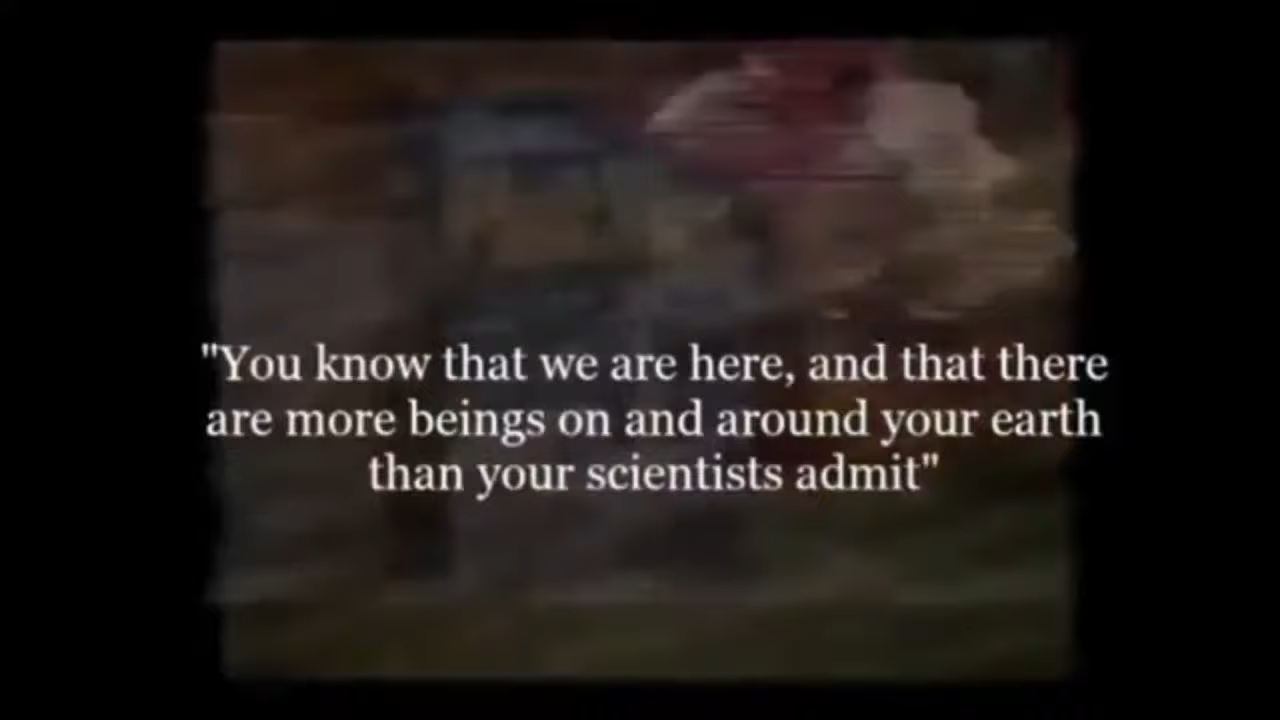 "You know that we are here, and that there
are more beings on and around your earth
than your scientists admit"